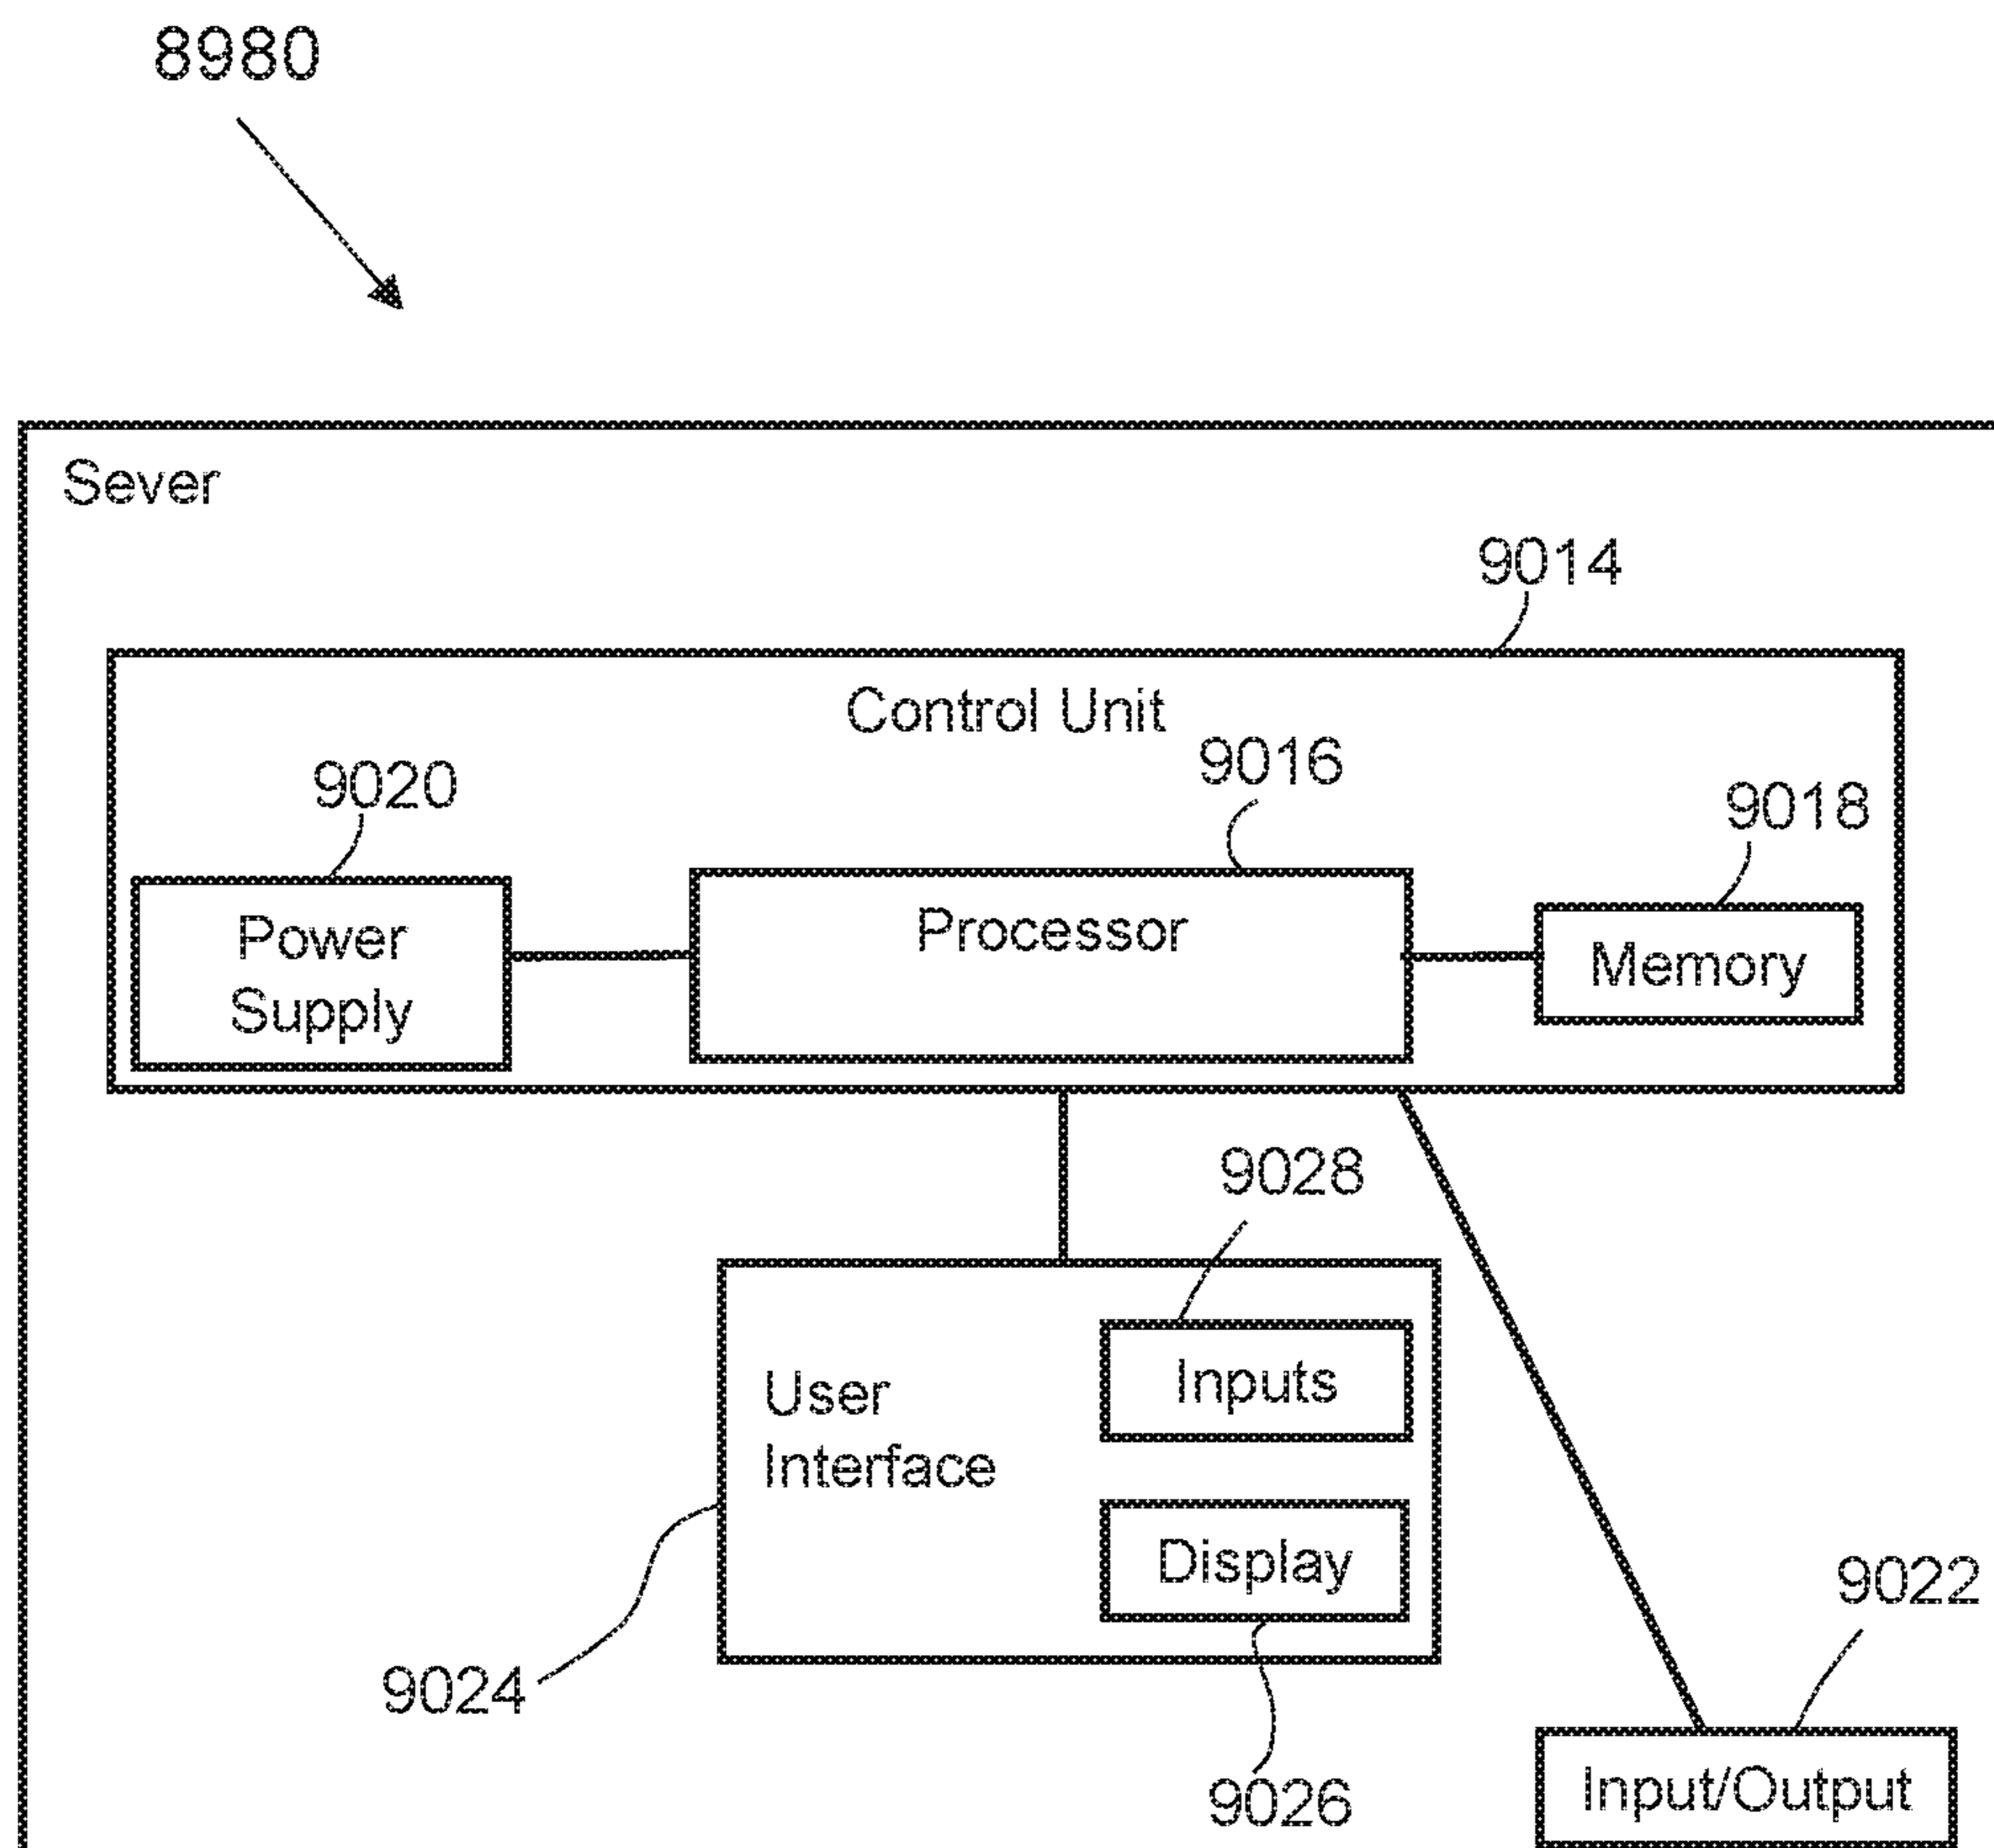 8980
Sever
9014
Control Unit
9020
9016
9018
Power
Supply
Processor
Memory
9028
User
Interface
Inputs
Display
9024
9026
9022
Input/Output